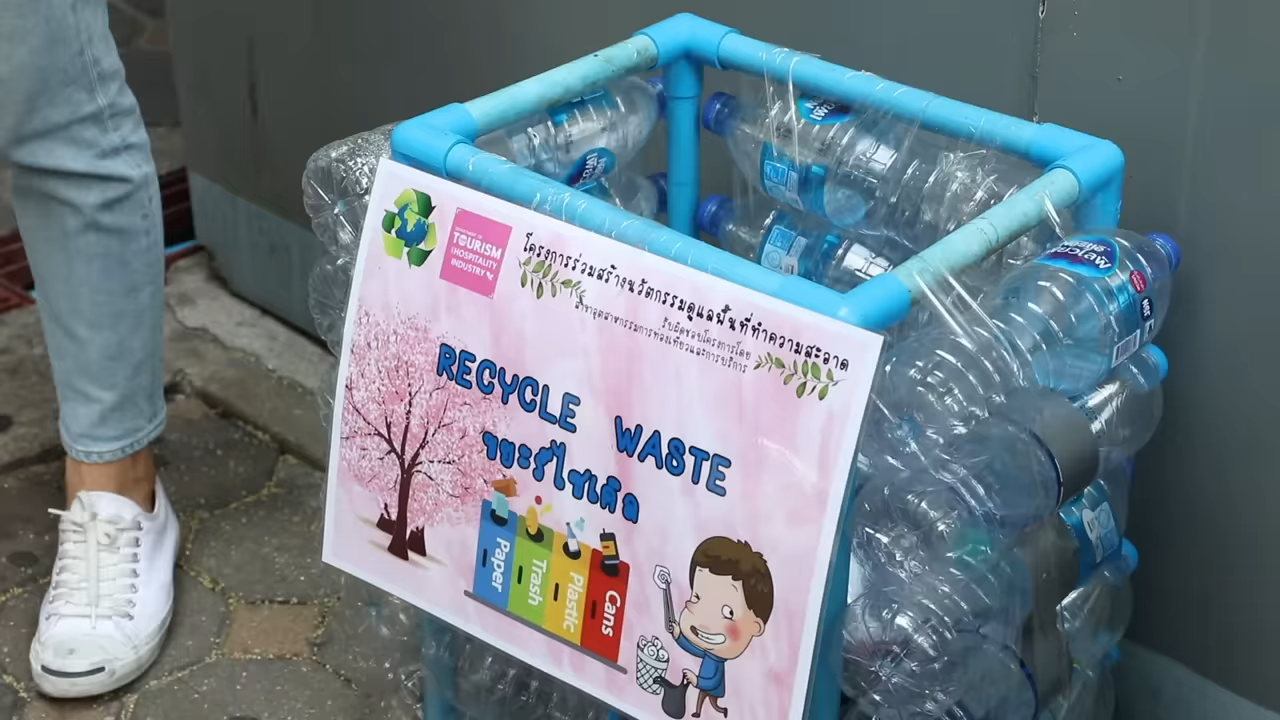 DEPARTMENT OF
TOURISM
& HOSPITALITY
INDUSTRY
โครงการร่วมสร้างนวัตกรรมดูแลพื้นที่ทำความสะอาด
รับผิดชอบโครงการโดย
สาขาอุตสาหกรรมการท่องเที่ยวและการบริการ
RECYCLE WASTE
ขยะรีไซเคิล
Paper
Trash
Plastic
Cans